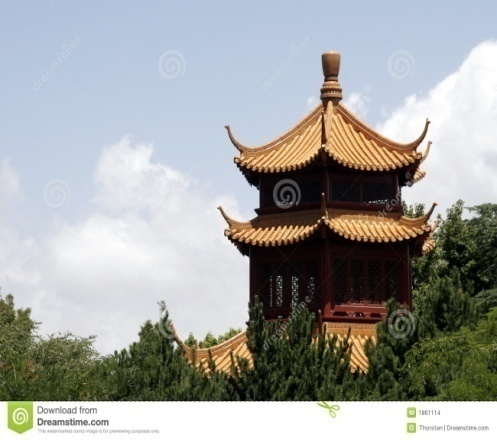 Download from
Dreamstime.com
This watermarked comp image is for previewing purposes only.
1861114
Thorsten | Dreamstime.com